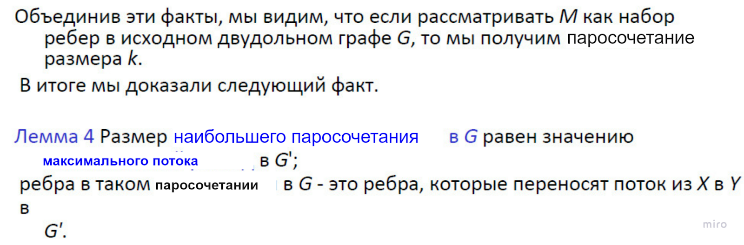 Объединив эти факты, мы видим, что если рассматривать M как набор
ребер в исходном двудольном графе G, то мы получим паросочетание
размера k.
В итоге мы доказали следующий факт.
Лемма 4 Размер наибольшего паросочетания в G равен значению
максимального потока в G';
ребра в таком паросочетании в G - это ребра, которые переносят поток из X в Y
в
G'.
miro